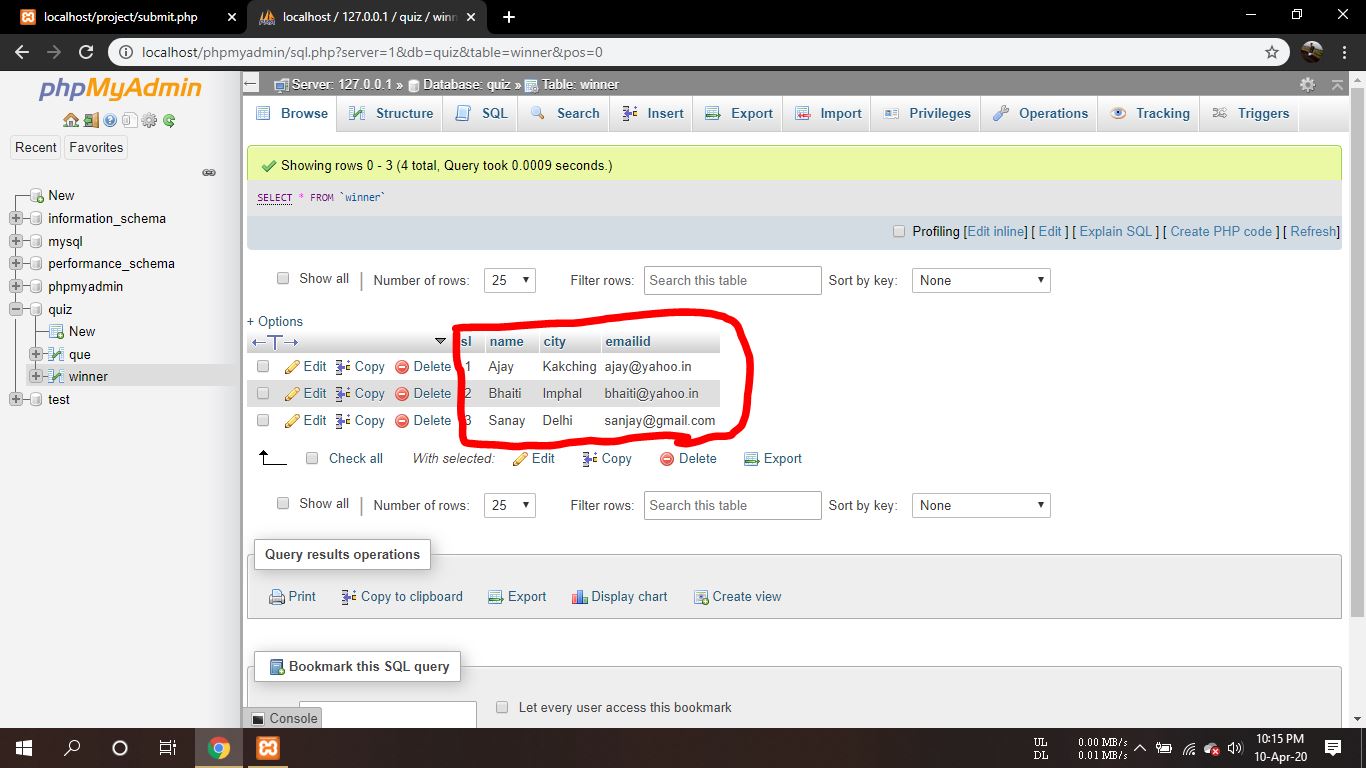 localhost/project/submit.php
localhost / 127.0.0.1 / quiz / winn
localhost/phpmyadmin/sql.php?server=1&db=quiz&table=winner&pos=0
phpMyAdmin
Recent Favorites
New
information_schema
mysql
performance_schema
phpmyadmin
quiz
New
que
winner
test
Server: 127.0.0.1 » Database: quiz » Table: winner
Browse Structure SQL Search Insert Export Import Privileges Operations Tracking Triggers
Showing rows 0 - 3 (4 total, Query took 0.0009 seconds.)
SELECT * FROM `winner`
Profiling [Edit inline] [ Edit ] [ Explain SQL ] [ Create PHP code ] [ Refresh]
Show all | Number of rows: 25 Filter rows: Search this table Sort by key: None
+ Options
←T→ sl name city emailid
Edit Copy Delete 1 Ajay Kakching ajay@yahoo.in
Edit Copy Delete 2 Bhaiti Imphal bhaiti@yahoo.in
Edit Copy Delete 3 Sanay Delhi sanjay@gmail.com
Check all With selected: Edit Copy Delete Export
Show all | Number of rows: 25 Filter rows: Search this table Sort by key: None
Query results operations
Print Copy to clipboard Export Display chart Create view
Bookmark this SQL query
Let every user access this bookmark
Console
UL 0.00 MB/s
DL 0.01 MB/s
10:15 PM
10-Apr-20